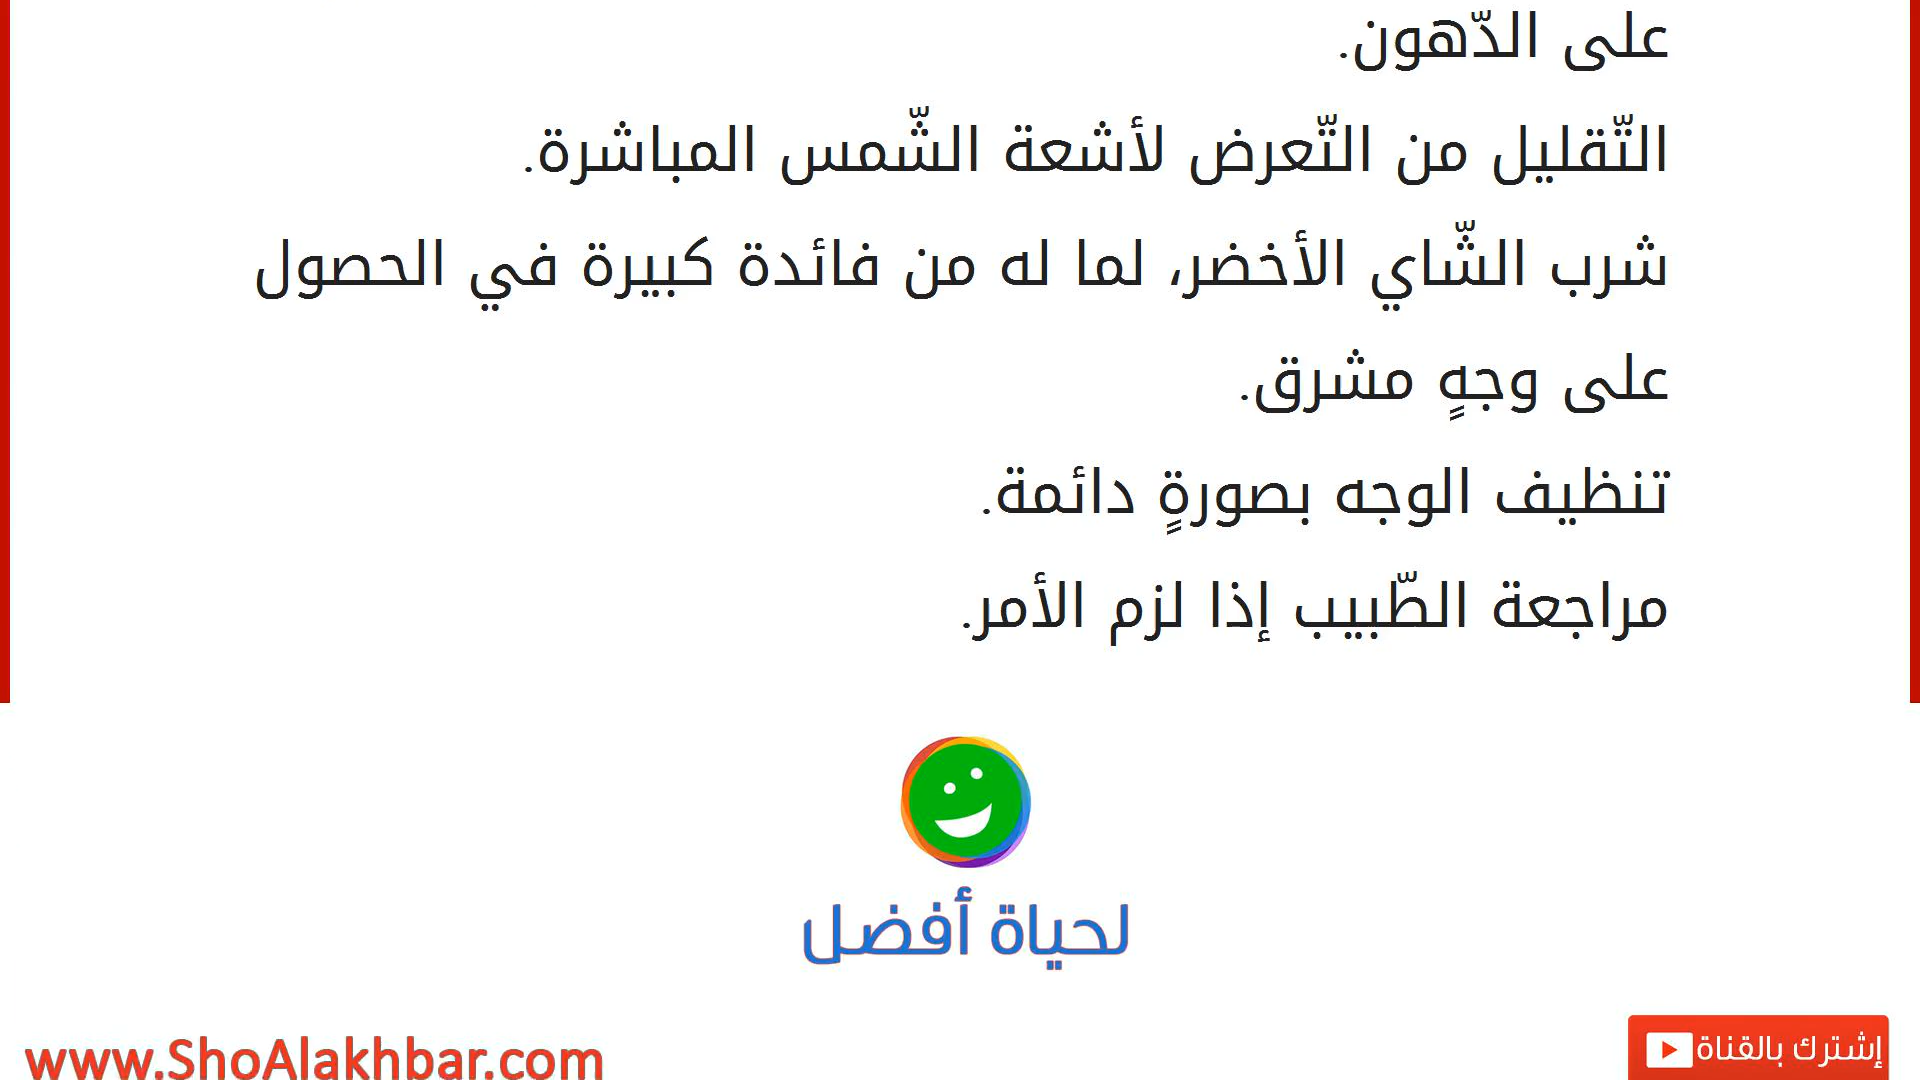 على الدّهون.
التّقليل من التّعرض لأشعة الشّمس المباشرة.
شرب الشّاي الأخضر، لما له من فائدة كبيرة في الحصول
على وجهٍ مشرق.
تنظيف الوجه بصورةٍ دائمة.
مراجعة الطّبيب إذا لزم الأمر.
لحياة أفضل
www.ShoAlakhbar.com
إشترك بالقناة